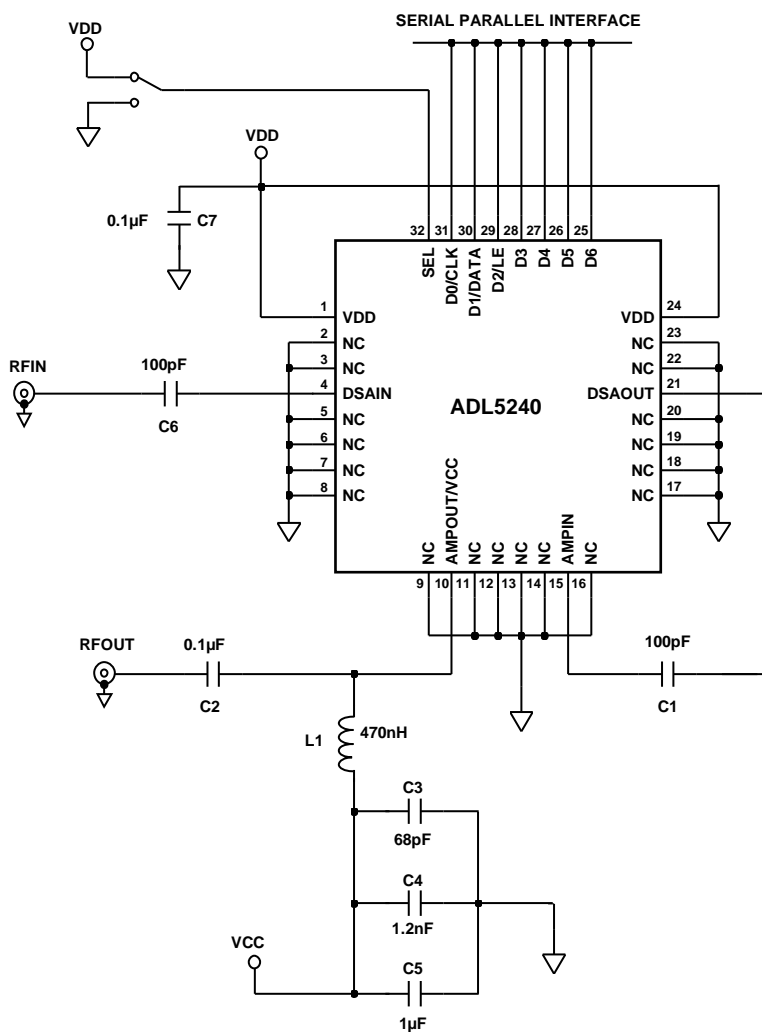 SERIAL PARALLEL INTERFACE
VDD
VDD
0.1µF
C7
32 31 30 29 28 27 26 25
SEL
D0/CLK
D1/DATA
D2/LE
D3
D4
D5
D6
1 VDD
2 NC
3 NC
4 DSAIN
5 NC
6 NC
7 NC
8 NC
24 VDD
23 NC
22 NC
21 DSAOUT
20 NC
19 NC
18 NC
17 NC
RFIN
100pF
C6
ADL5240
NC
AMPOUT/VCC
NC
NC
NC
NC
AMPIN
NC
9 10 11 12 13 14 15 16
RFOUT
0.1µF
C2
100pF
C1
L1
470nH
C3
68pF
C4
1.2nF
VCC
C5
1µF